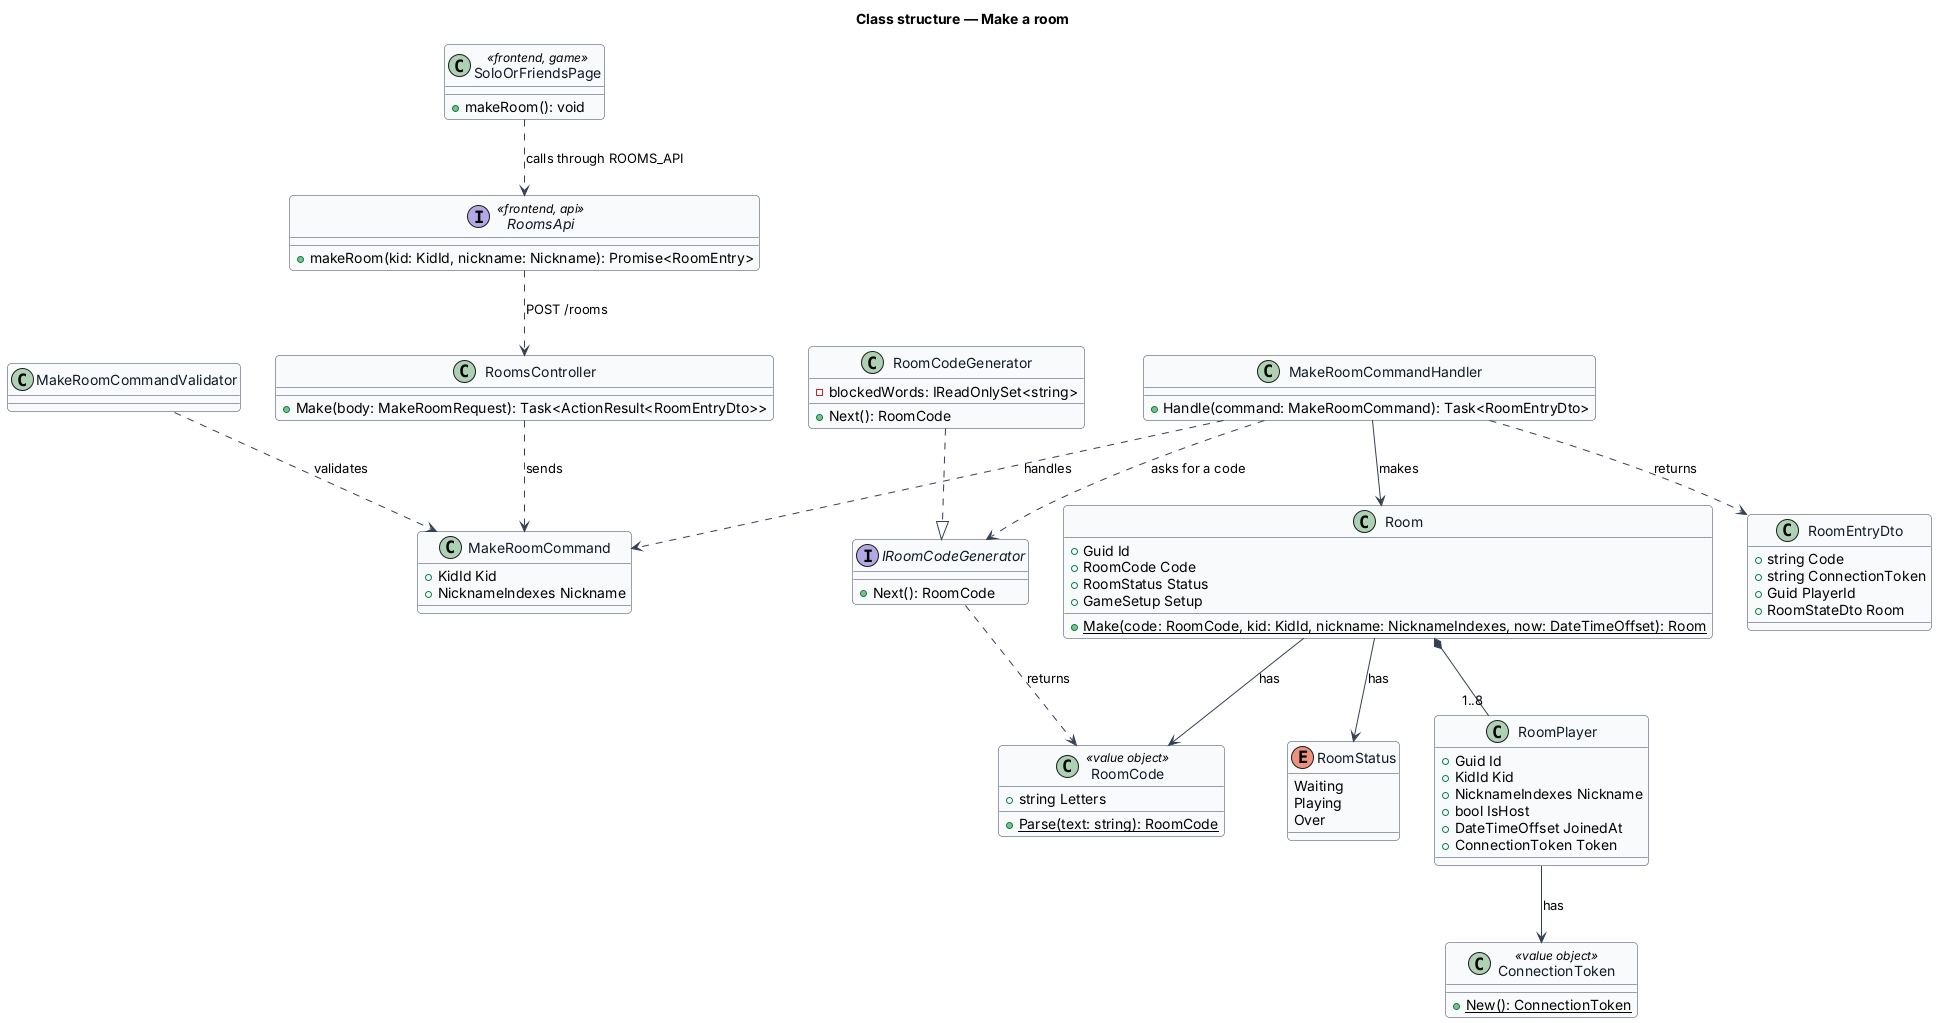 Class structure — Make a room
C
«frontend, game»
SoloOrFriendsPage
makeRoom(): void
calls through ROOMS_API
I
«frontend, api»
RoomsApi
makeRoom(kid: KidId, nickname: Nickname): Promise<RoomEntry>
POST /rooms
C MakeRoomCommandValidator
C RoomsController
Make(body: MakeRoomRequest): Task<ActionResult<RoomEntryDto>>
C RoomCodeGenerator
blockedWords: IReadOnlySet<string>
Next(): RoomCode
C MakeRoomCommandHandler
Handle(command: MakeRoomCommand): Task<RoomEntryDto>
validates
sends
handles
asks for a code
makes
returns
C MakeRoomCommand
KidId Kid
NicknameIndexes Nickname
I IRoomCodeGenerator
Next(): RoomCode
C Room
Guid Id
RoomCode Code
RoomStatus Status
GameSetup Setup
Make(code: RoomCode, kid: KidId, nickname: NicknameIndexes, now: DateTimeOffset): Room
C RoomEntryDto
string Code
string ConnectionToken
Guid PlayerId
RoomStateDto Room
returns
has
has
1..8
C
«value object»
RoomCode
string Letters
Parse(text: string): RoomCode
E RoomStatus
Waiting
Playing
Over
C RoomPlayer
Guid Id
KidId Kid
NicknameIndexes Nickname
bool IsHost
DateTimeOffset JoinedAt
ConnectionToken Token
has
C
«value object»
ConnectionToken
New(): ConnectionToken